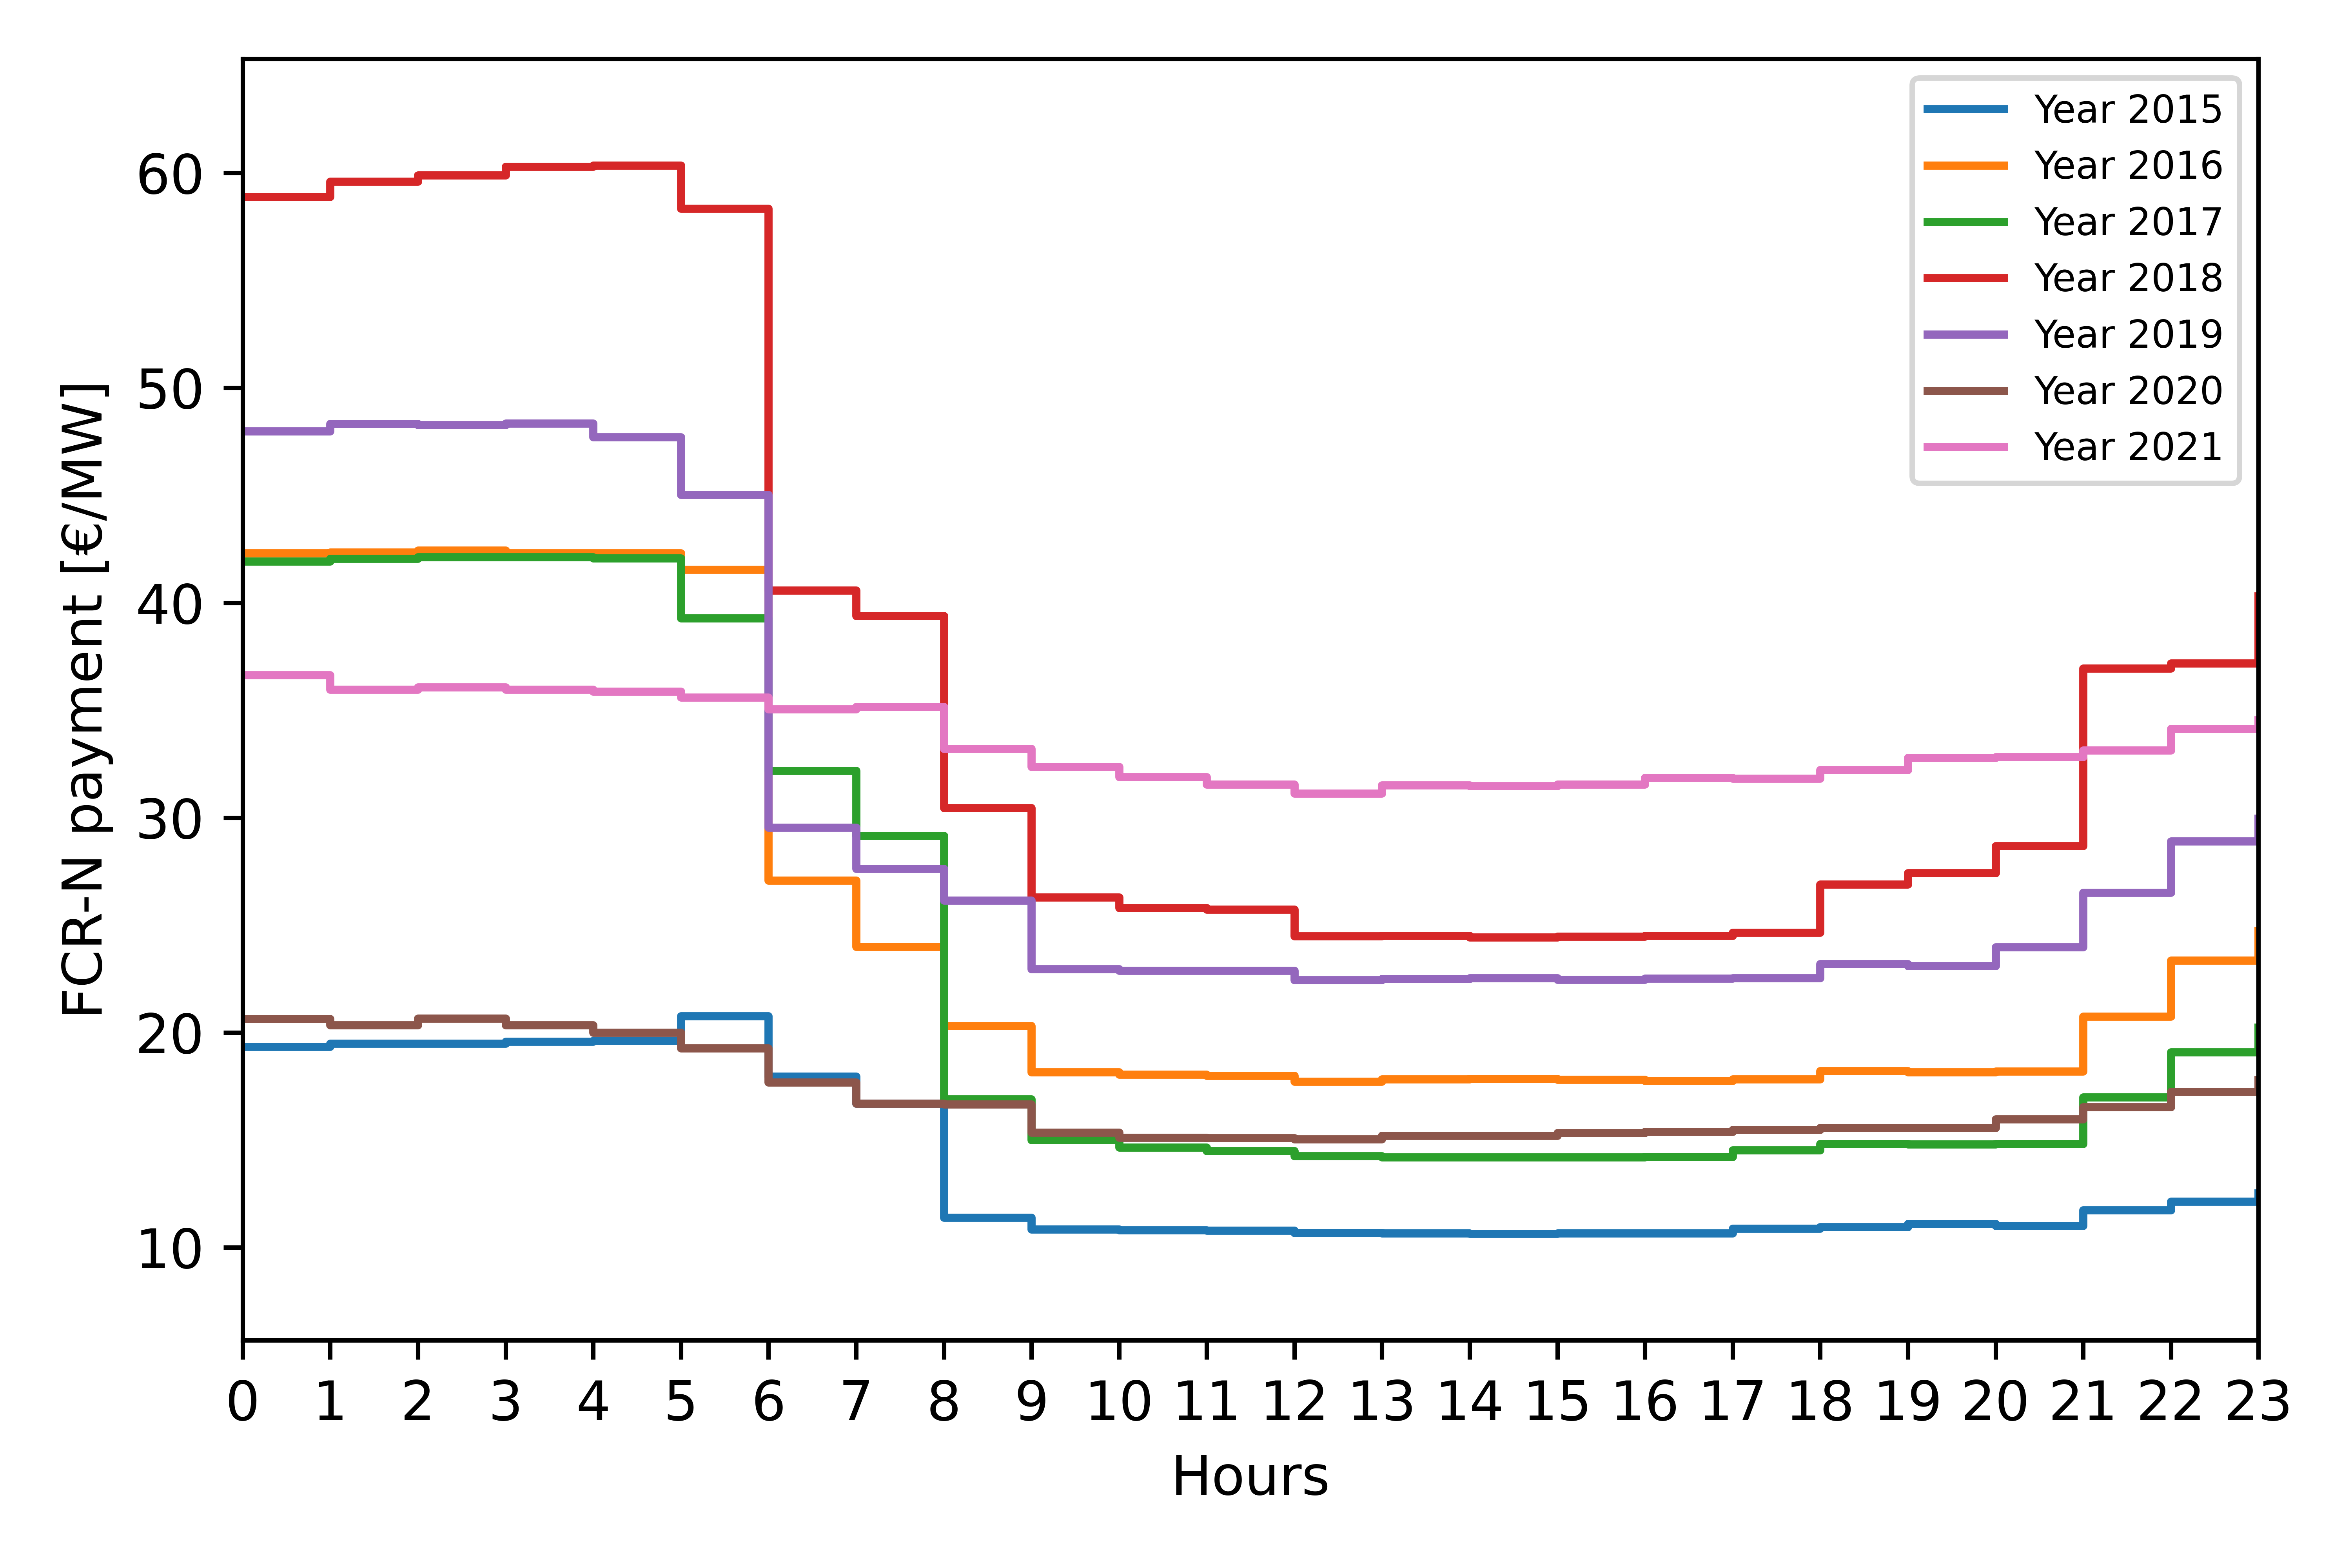 FCR-N payment [€/MW]
60
50
40
30
20
10
Year 2015
Year 2016
Year 2017
Year 2018
Year 2019
Year 2020
Year 2021
0 1 2 3 4 5 6 7 8 9 10 11 12 13 14 15 16 17 18 19 20 21 22 23
Hours